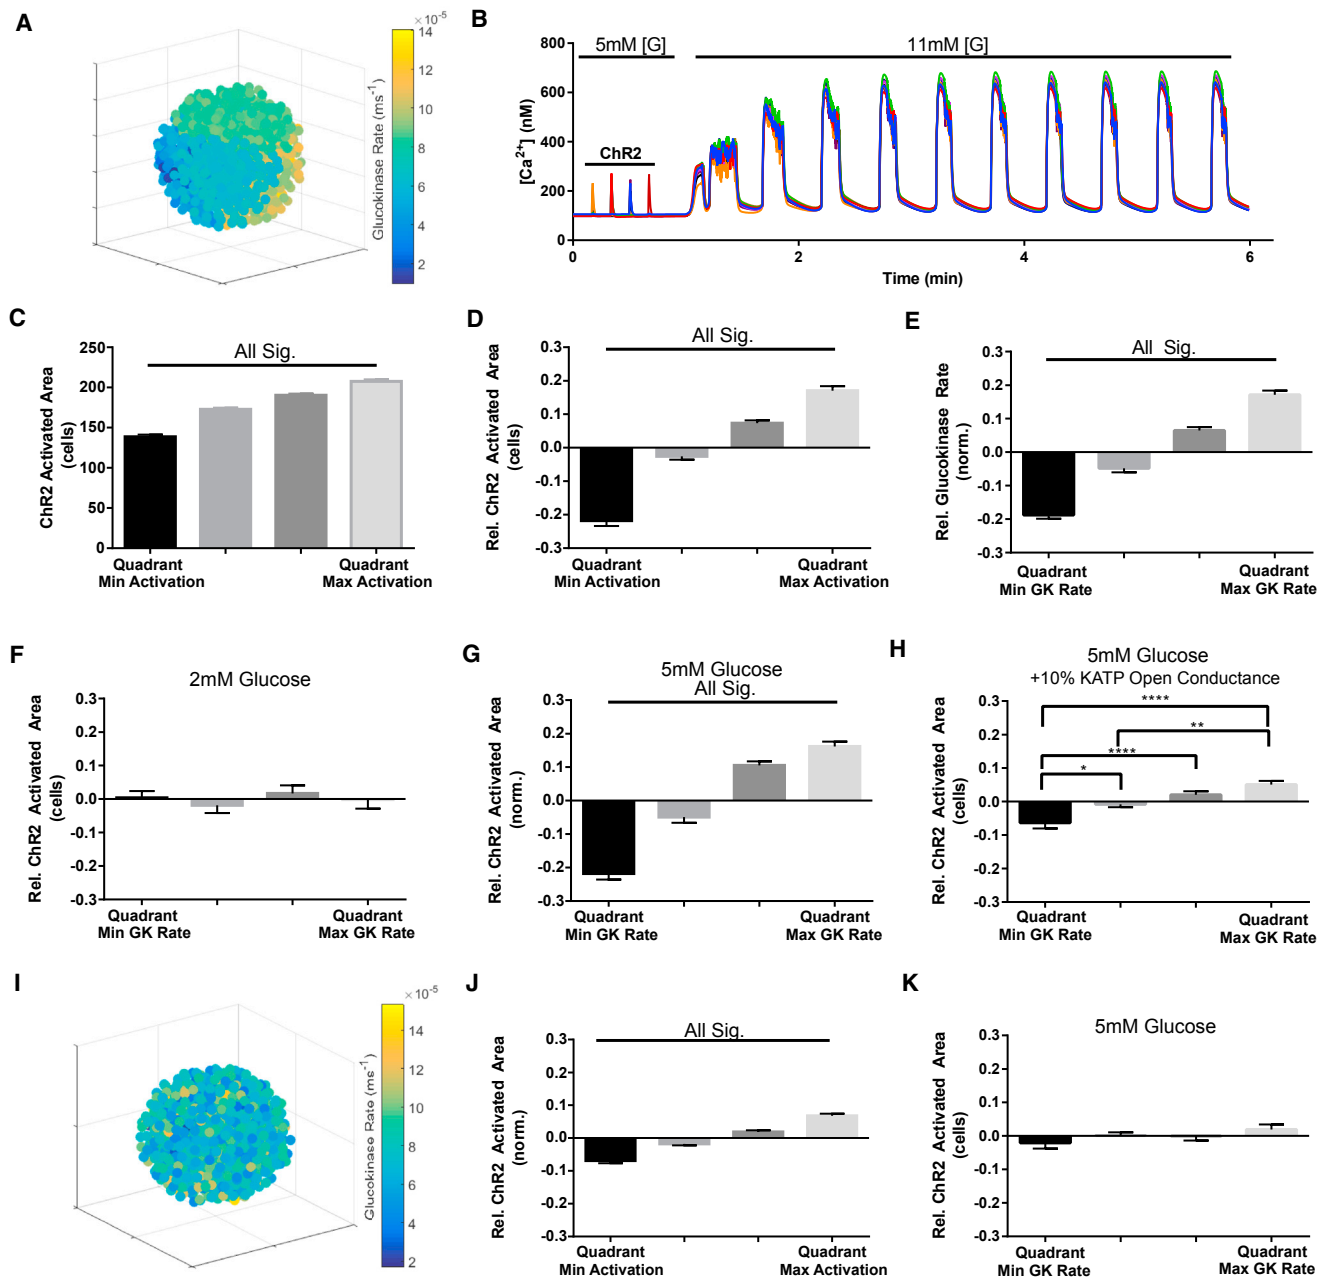 A
×10⁻⁵
14
12
10
8
6
4
2
Glucokinase Rate (ms⁻¹)
B
5mM [G]
11mM [G]
ChR2
800
600
400
200
0
[Ca²⁺] (nM)
0
2
4
6
Time (min)
C
All Sig.
250
200
150
100
50
0
ChR2 Activated Area
(cells)
Quadrant
Min Activation
Quadrant
Max Activation
D
All Sig.
0.3
0.2
0.1
0.0
-0.1
-0.2
-0.3
Rel. ChR2 Activated Area
(cells)
Quadrant
Min Activation
Quadrant
Max Activation
E
All Sig.
0.3
0.2
0.1
0.0
-0.1
-0.2
-0.3
Rel. Glucokinase Rate
(norm.)
Quadrant
Min GK Rate
Quadrant
Max GK Rate
F
2mM Glucose
0.3
0.2
0.1
0.0
-0.1
-0.2
-0.3
Rel. ChR2 Activated Area
(cells)
Quadrant
Min GK Rate
Quadrant
Max GK Rate
G
5mM Glucose
All Sig.
0.3
0.2
0.1
0.0
-0.1
-0.2
-0.3
Rel. ChR2 Activated Area
(norm.)
Quadrant
Min GK Rate
Quadrant
Max GK Rate
H
5mM Glucose
+10% KATP Open Conductance
****
**
****
*
0.3
0.2
0.1
0.0
-0.1
-0.2
-0.3
Rel. ChR2 Activated Area
(cells)
Quadrant
Min GK Rate
Quadrant
Max GK Rate
I
×10⁻⁵
14
12
10
8
6
4
2
Glucokinase Rate (ms⁻¹)
J
All Sig.
0.3
0.2
0.1
0.0
-0.1
-0.2
-0.3
Rel. ChR2 Activated Area
(norm.)
Quadrant
Min Activation
Quadrant
Max Activation
K
5mM Glucose
0.3
0.2
0.1
0.0
-0.1
-0.2
-0.3
Rel. ChR2 Activated Area
(cells)
Quadrant
Min GK Rate
Quadrant
Max GK Rate